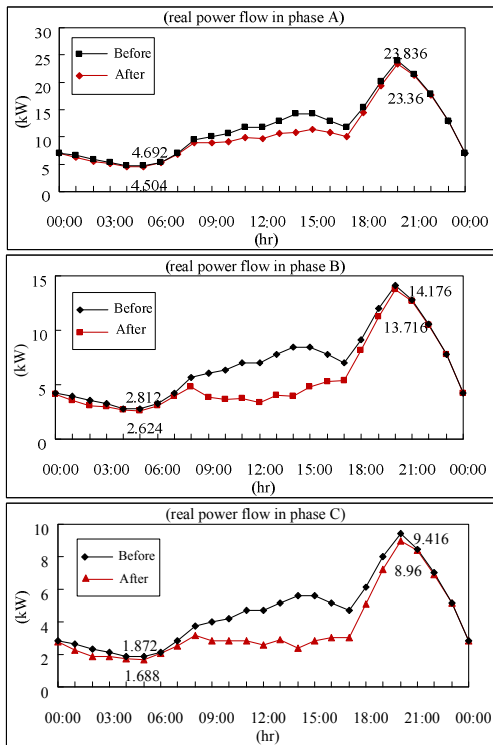 (real power flow in phase A)
30
25
20
15
10
5
0
(kW)
Before
After
23.836
23.36
4.692
4.504
00:00 03:00 06:00 09:00 12:00 15:00 18:00 21:00 00:00
(hr)
(real power flow in phase B)
15
10
5
0
(kW)
Before
After
14.176
13.716
2.812
2.624
00:00 03:00 06:00 09:00 12:00 15:00 18:00 21:00 00:00
(hr)
(real power flow in phase C)
10
8
6
4
2
0
(kW)
Before
After
9.416
8.96
1.872
1.688
00:00 03:00 06:00 09:00 12:00 15:00 18:00 21:00 00:00
(hr)